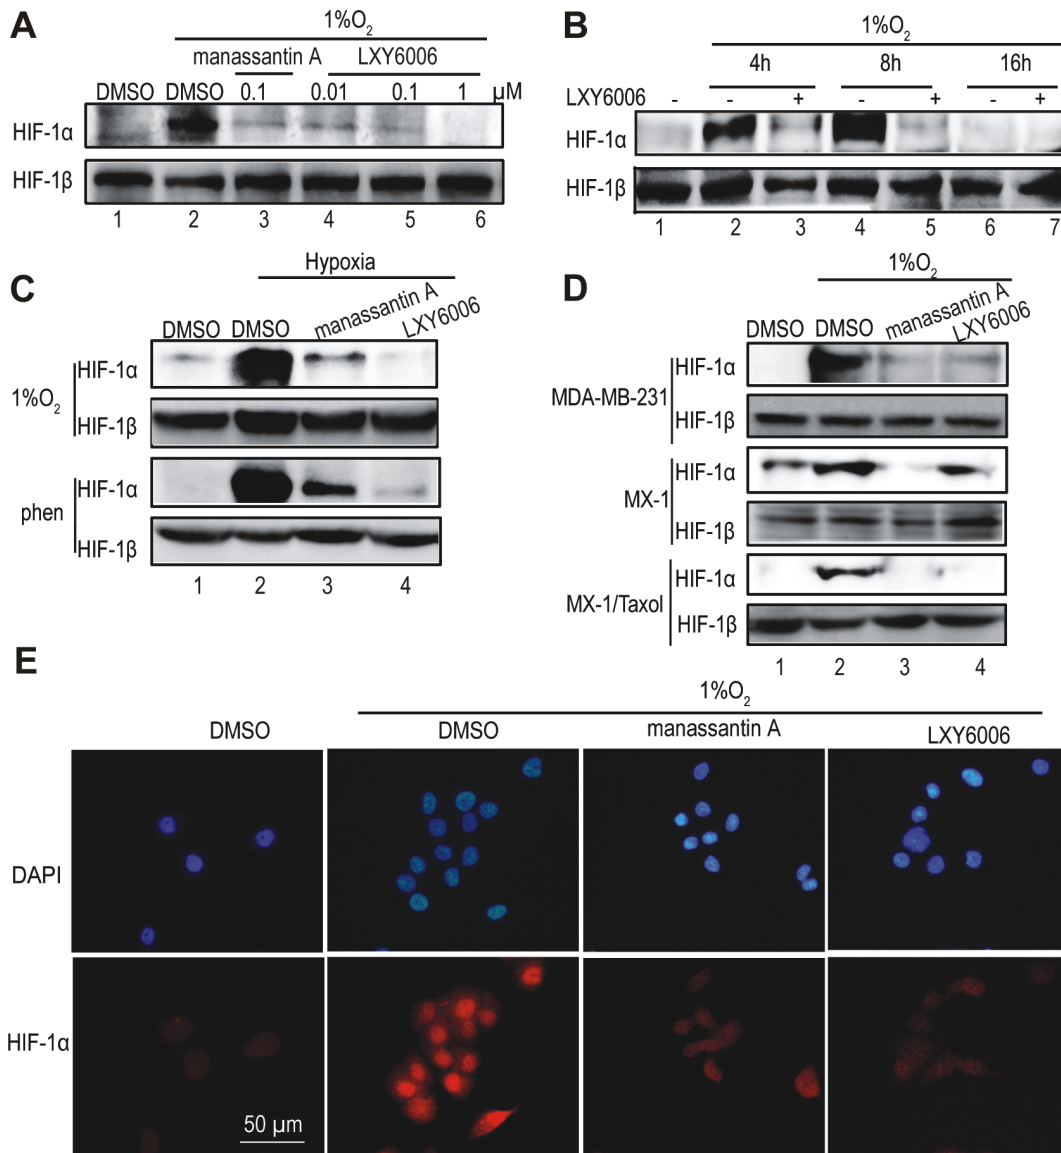 A
1%O2
manassantin A LXY6006
DMSO DMSO 0.1 0.01 0.1 1 µM
HIF-1α
HIF-1β
1 2 3 4 5 6
B
1%O2
4h 8h 16h
LXY6006 - - + - + - +
HIF-1α
HIF-1β
1 2 3 4 5 6 7
C
Hypoxia
DMSO DMSO manassantin A LXY6006
1%O2
HIF-1α
HIF-1β
phen
HIF-1α
HIF-1β
1 2 3 4
D
1%O2
DMSO DMSO manassantin A LXY6006
MDA-MB-231
HIF-1α
HIF-1β
MX-1
HIF-1α
HIF-1β
MX-1/Taxol
HIF-1α
HIF-1β
1 2 3 4
E
1%O2
DMSO DMSO manassantin A LXY6006
DAPI
HIF-1α
50 µm